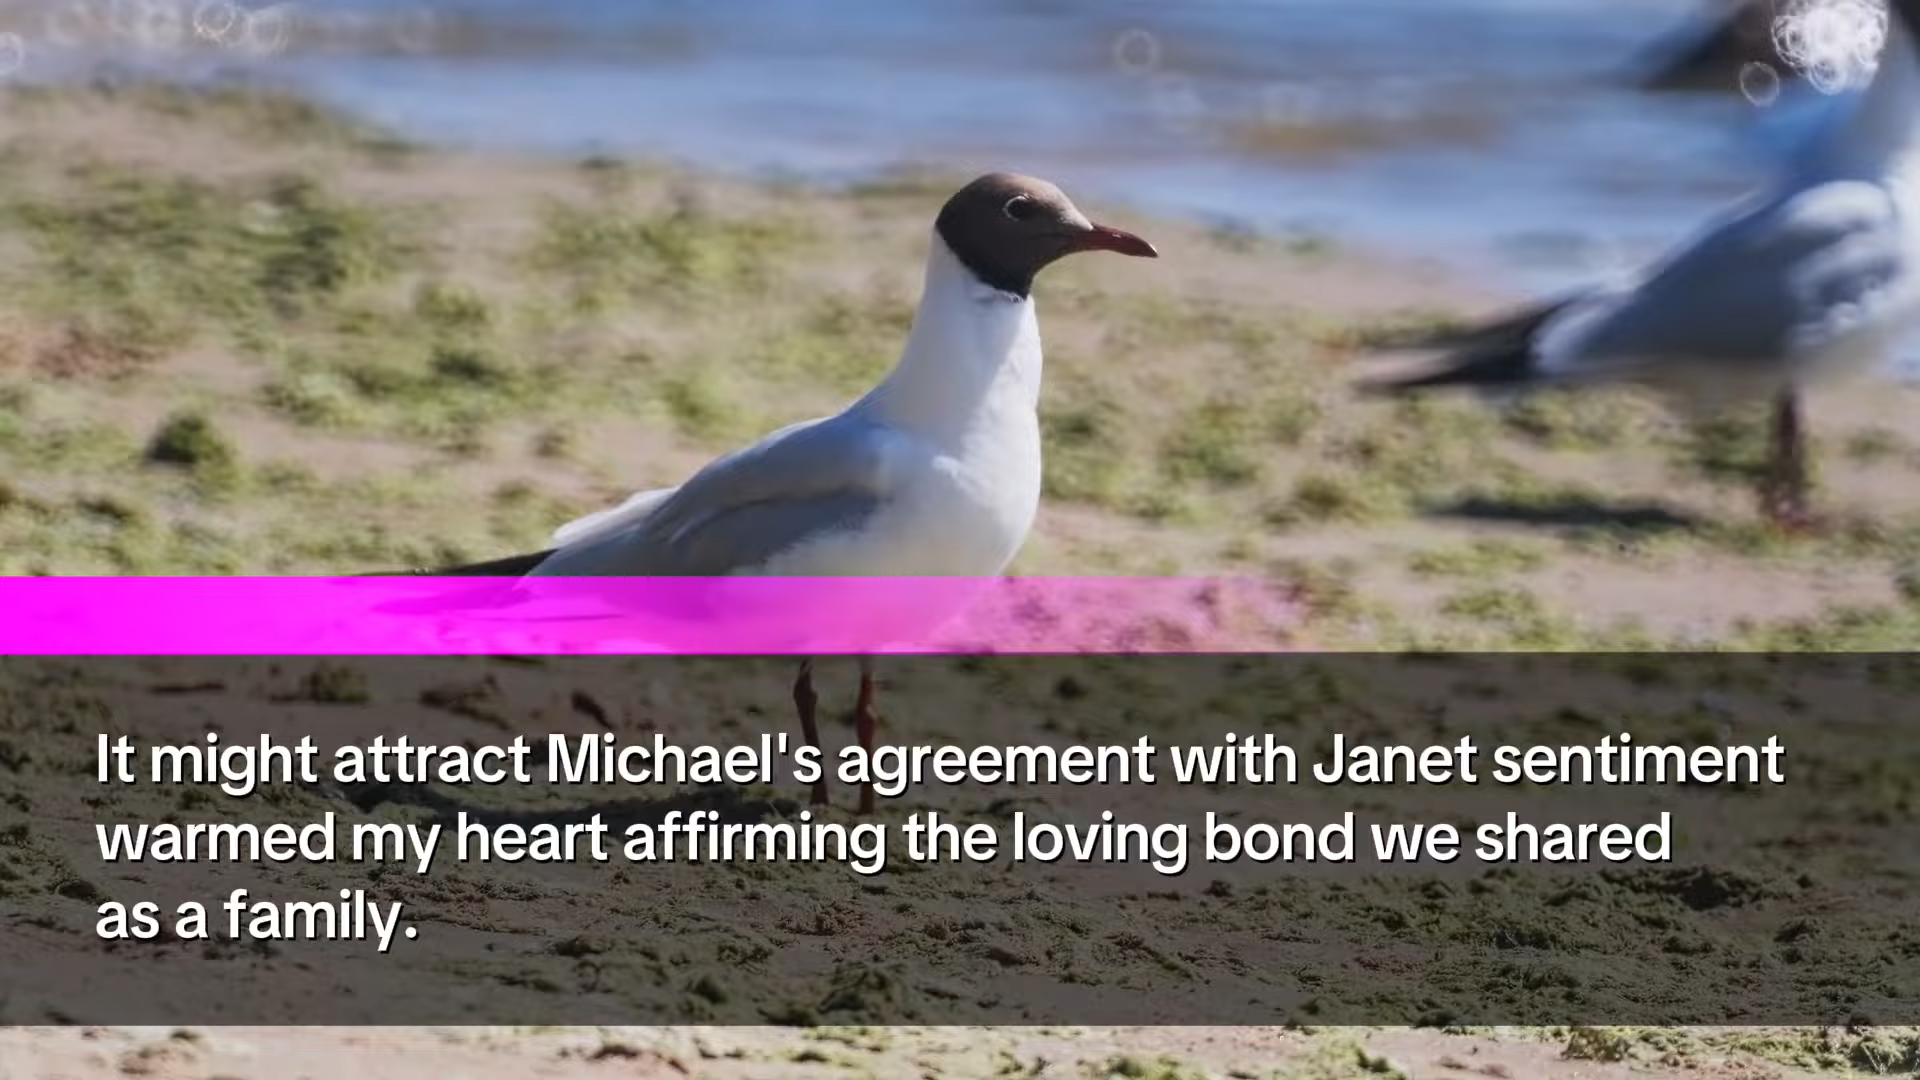 It might attract Michael's agreement with Janet sentiment
warmed my heart affirming the loving bond we shared
as a family.